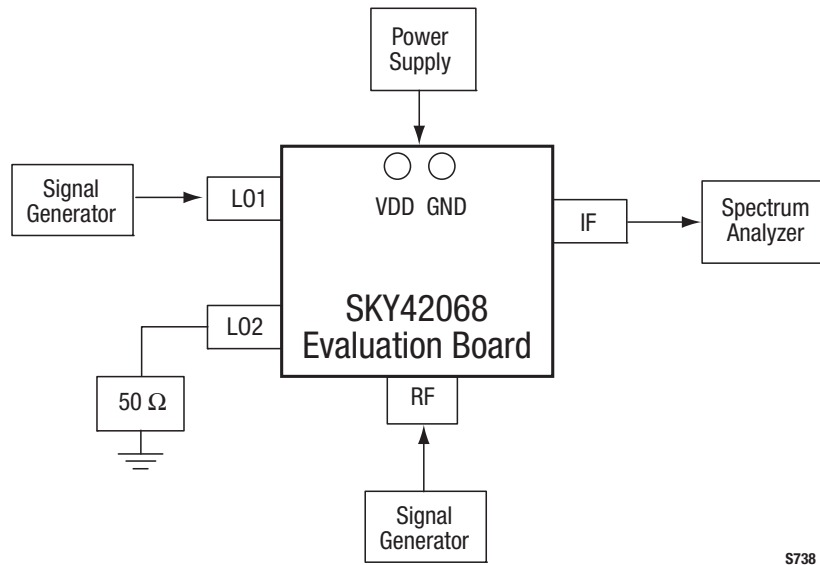 Power
Supply
Signal
Generator
LO1
VDD GND
IF
Spectrum
Analyzer
LO2
SKY42068
Evaluation Board
50 Ω
RF
Signal
Generator
S738